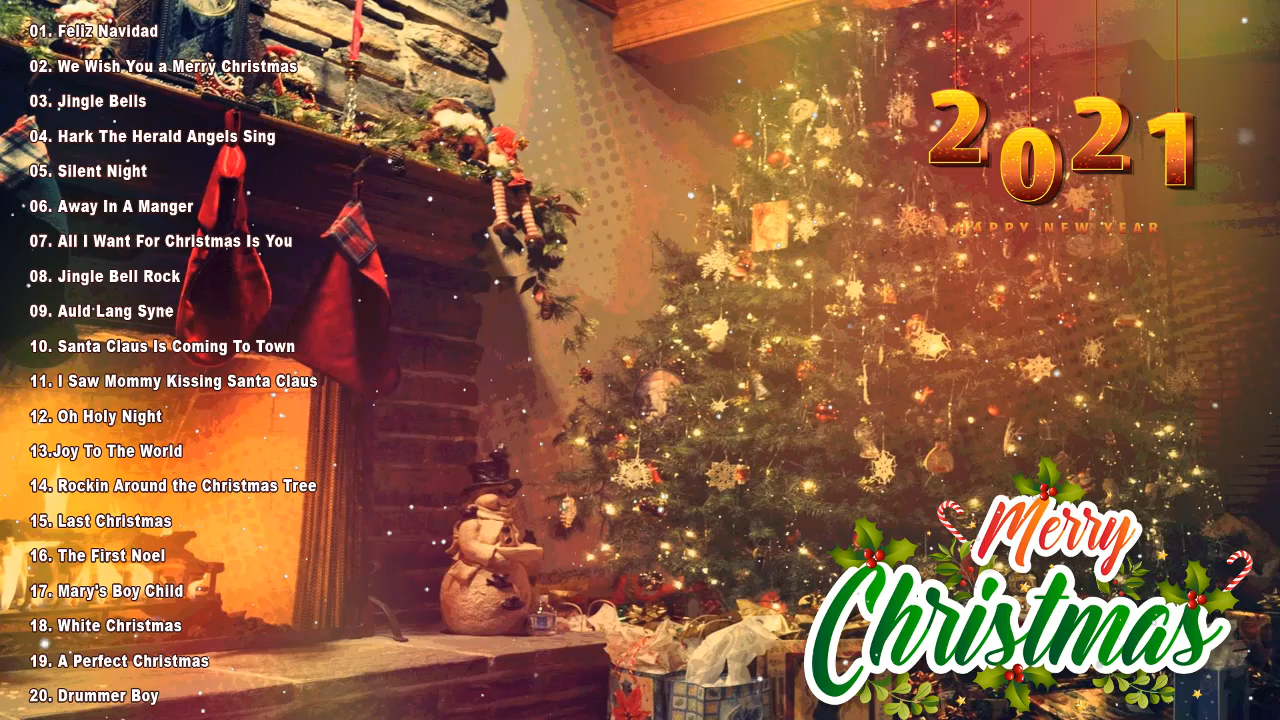 01. Feliz Navidad
02. We Wish You a Merry Christmas
03. Jingle Bells
04. Hark The Herald Angels Sing
05. Silent Night
06. Away In A Manger
07. All I Want For Christmas Is You
08. Jingle Bell Rock
09. Auld Lang Syne
10. Santa Claus Is Coming To Town
11. I Saw Mommy Kissing Santa Claus
12. Oh Holy Night
13.Joy To The World
14. Rockin Around the Christmas Tree
15. Last Christmas
16. The First Noel
17. Mary's Boy Child
18. White Christmas
19. A Perfect Christmas
20. Drummer Boy
2021
HAPPY NEW YEAR
Merry
Christmas